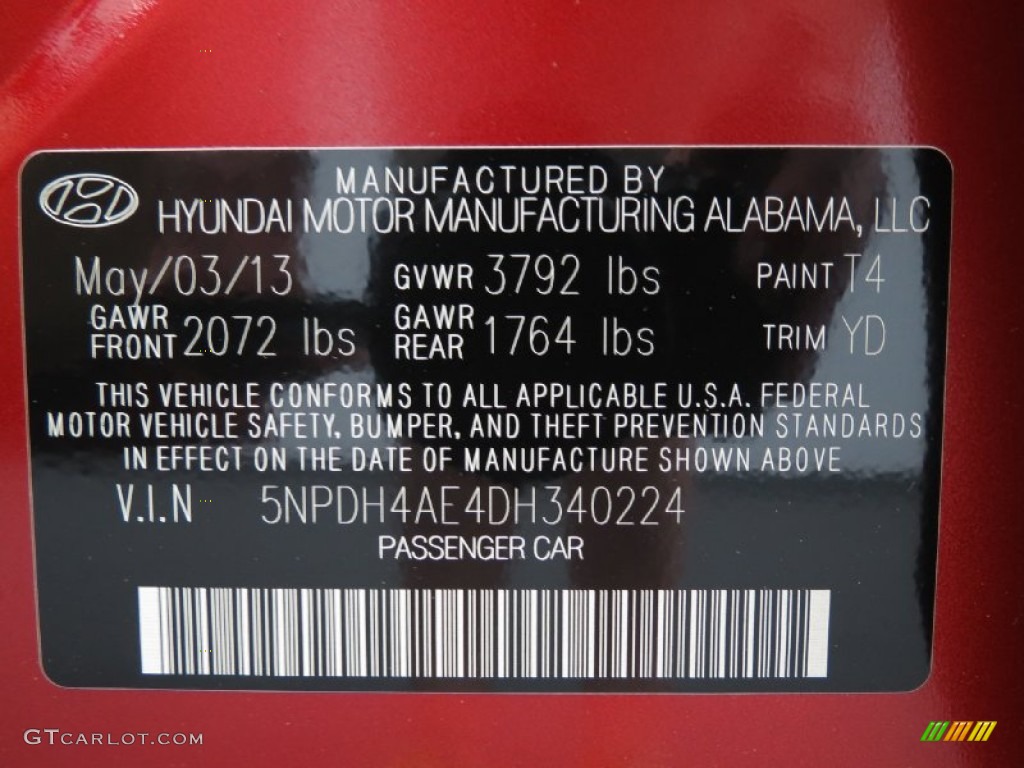 MANUFACTURED BY
HYUNDAI MOTOR MANUFACTURING ALABAMA, LLC
May/03/13 GVWR 3792 lbs PAINT T4
GAWR FRONT 2072 lbs GAWR REAR 1764 lbs TRIM YD
THIS VEHICLE CONFORMS TO ALL APPLICABLE U.S.A. FEDERAL
MOTOR VEHICLE SAFETY, BUMPER, AND THEFT PREVENTION STANDARDS
IN EFFECT ON THE DATE OF MANUFACTURE SHOWN ABOVE
V.I.N 5NPDH4AE4DH340224
PASSENGER CAR
GTCARLOT.COM